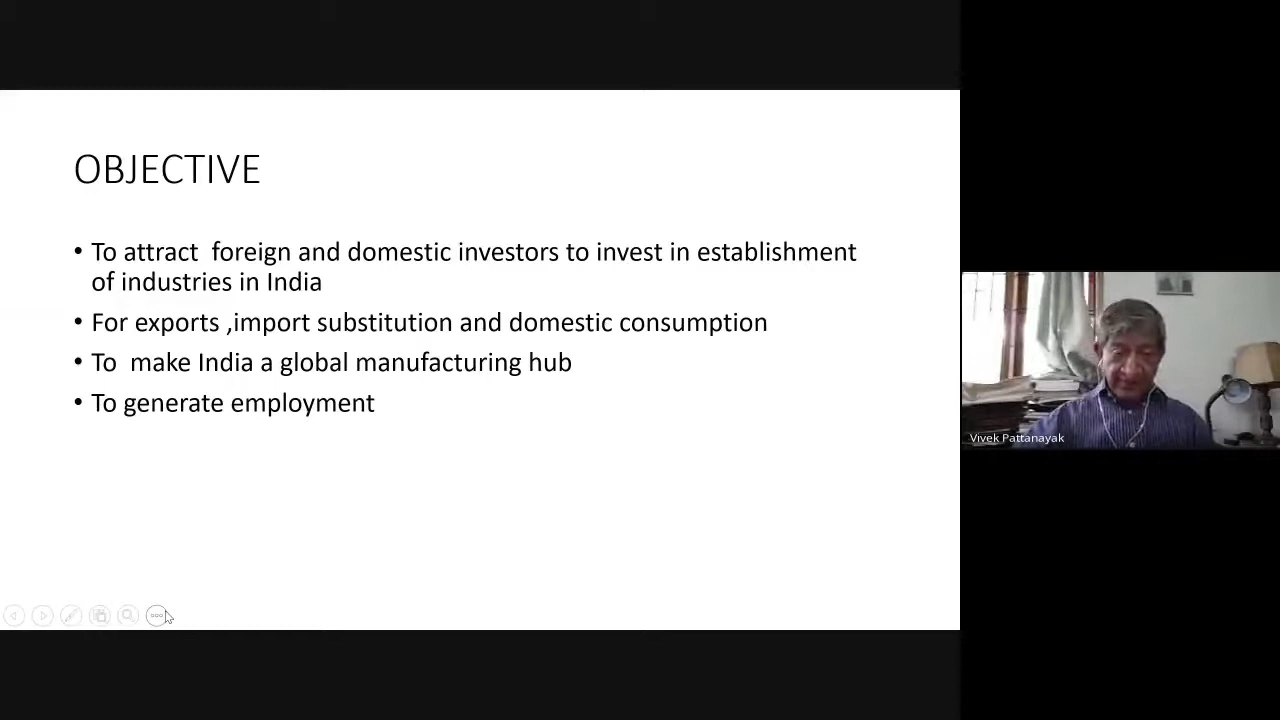 OBJECTIVE
• To attract  foreign and domestic investors to invest in establishment
of industries in India
• For exports ,import substitution and domestic consumption
• To  make India a global manufacturing hub
• To generate employment
Vivek Pattanayak